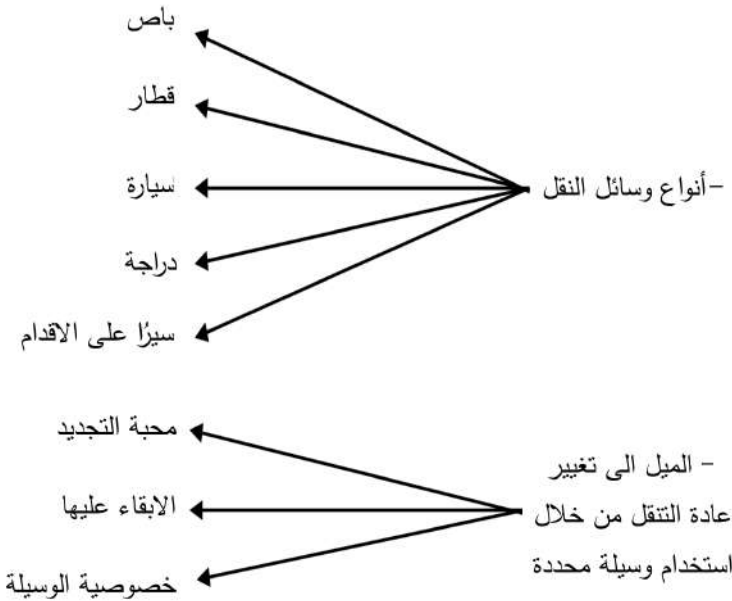 -أنواع وسائل النقل
باص
قطار
سيارة
دراجة
سيرًا على الاقدام
- الميل الى تغيير
عادة التنقل من خلال
استخدام وسيلة محددة
محبة التجديد
الابقاء عليها
خصوصية الوسيلة